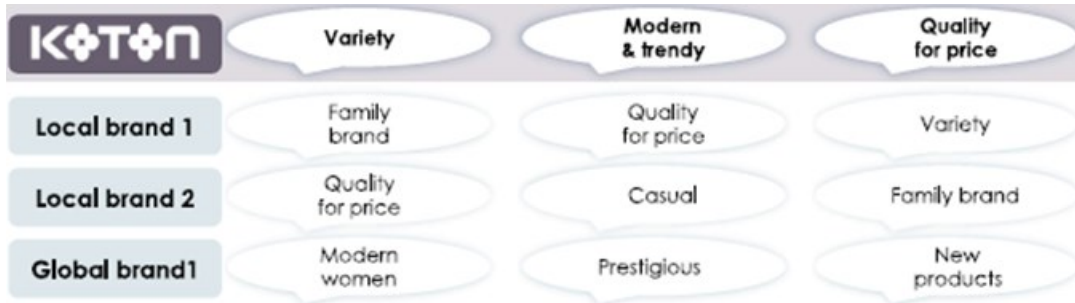 KOTON
Variety
Modern
& trendy
Quality
for price
Local brand 1
Family
brand
Quality
for price
Variety
Local brand 2
Quality
for price
Casual
Family brand
Global brand1
Modern
women
Prestigious
New
products